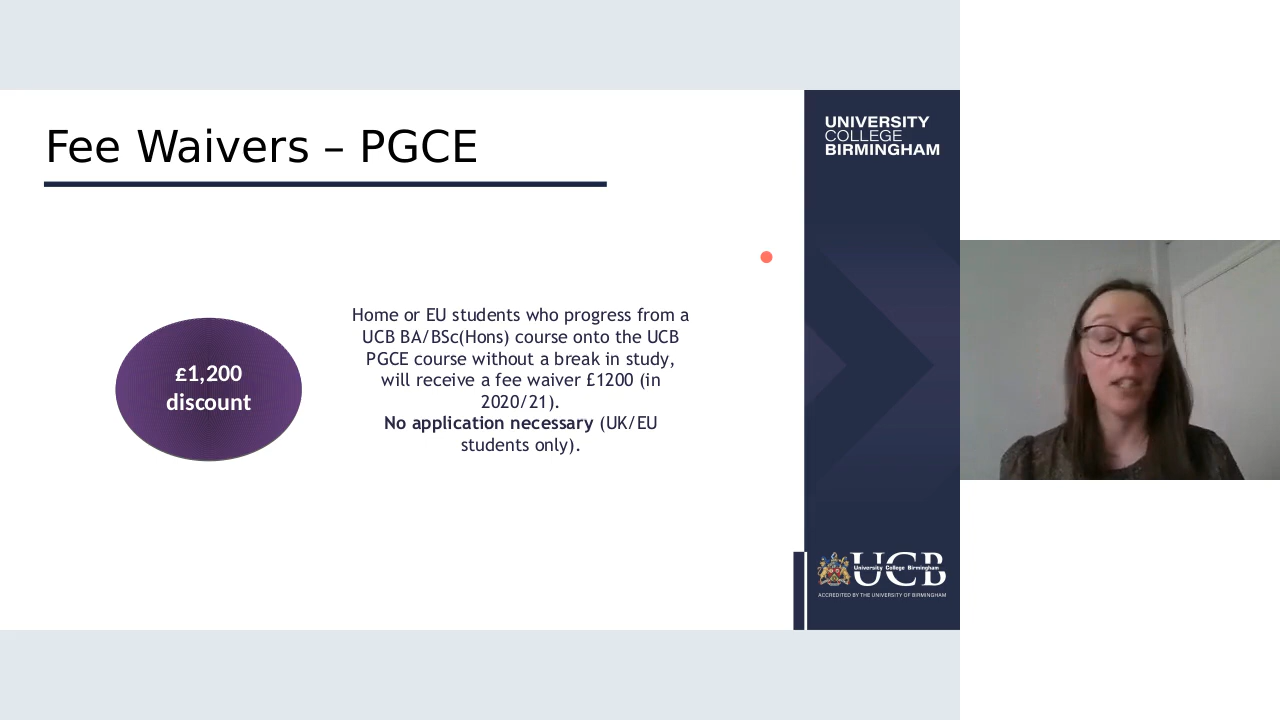 Fee Waivers – PGCE
UNIVERSITY
COLLEGE
BIRMINGHAM
£1,200
discount
Home or EU students who progress from a
UCB BA/BSc(Hons) course onto the UCB
PGCE course without a break in study,
will receive a fee waiver £1200 (in
2020/21).
No application necessary (UK/EU
students only).
UCB
University College Birmingham
ACCREDITED BY THE UNIVERSITY OF BIRMINGHAM